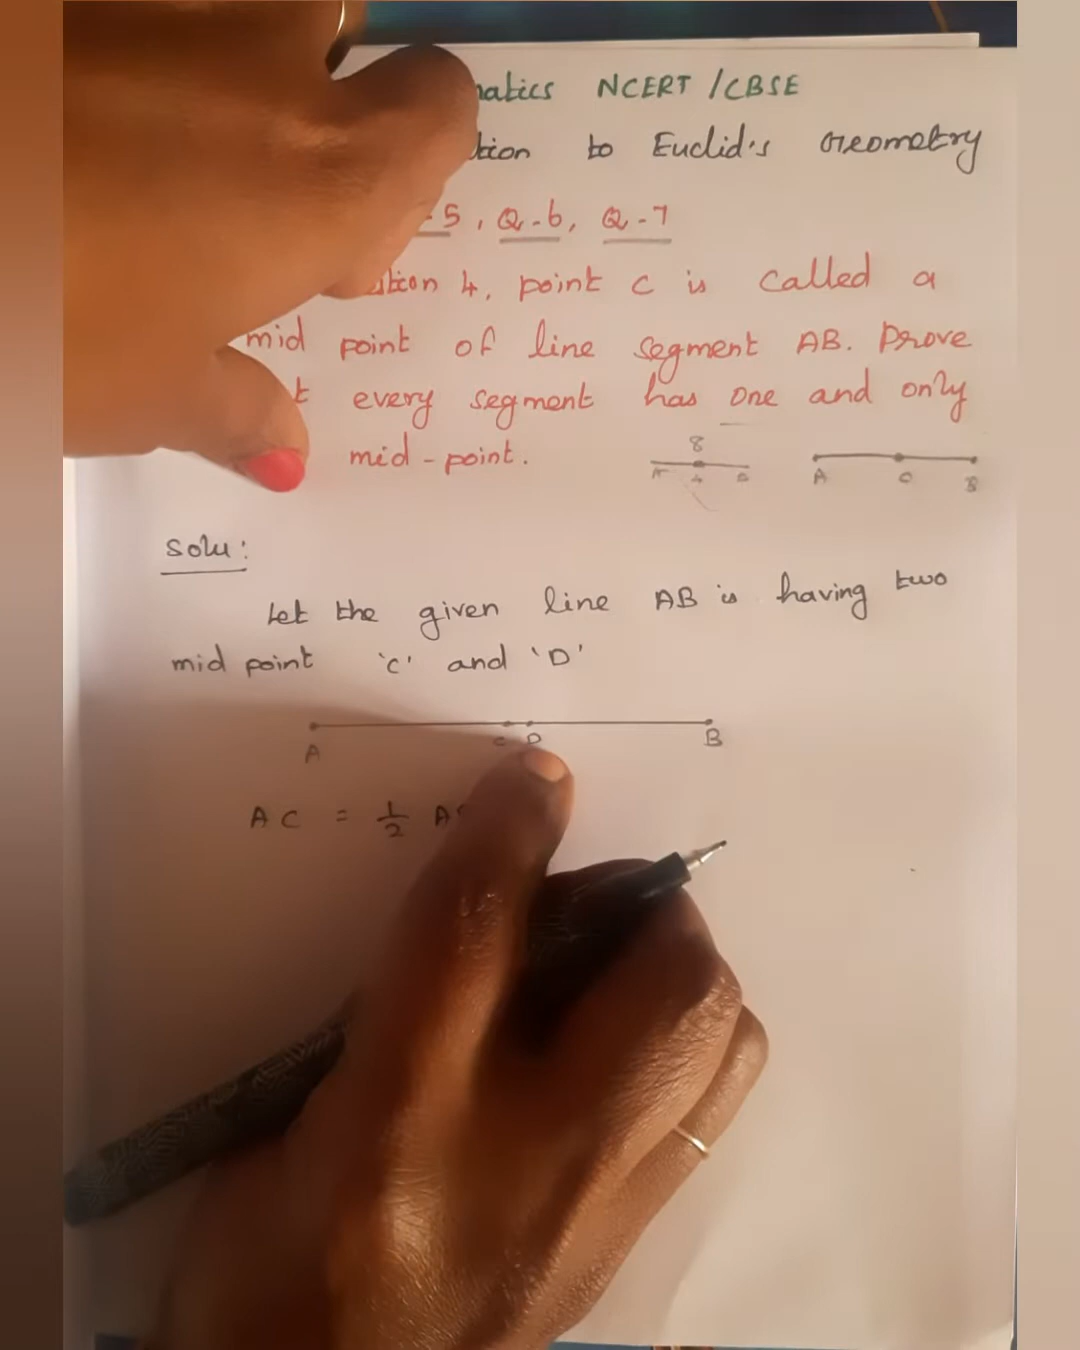 NCERT / CBSE
to Euclid's Geometry
Q-6, Q-7
4, point C is called a
mid point of line segment AB. Prove
every segment has one and only
mid-point.
8
A C B
Solu:
Let the given line AB is having two
mid point 'C' and 'D'
A C D B
AC = 1/2